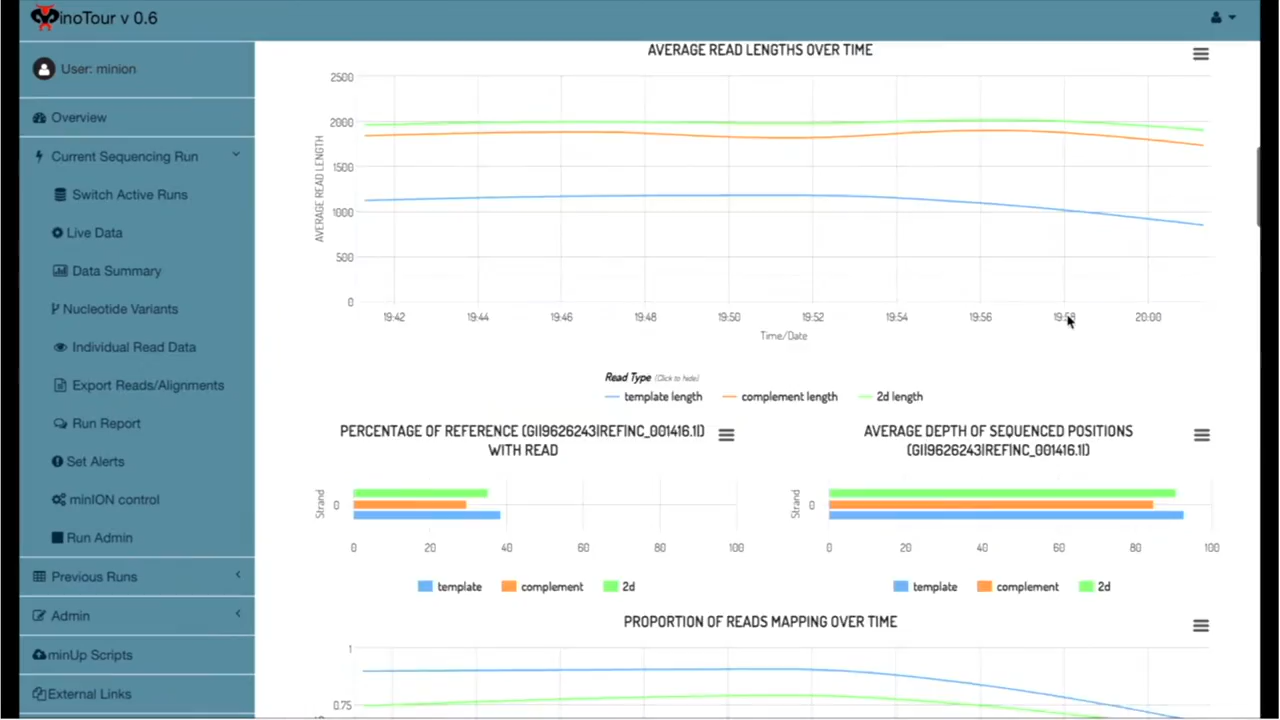 inoTour v 0.6
User: minion
Overview
Current Sequencing Run
Switch Active Runs
Live Data
Data Summary
Nucleotide Variants
Individual Read Data
Export Reads/Alignments
Run Report
Set Alerts
minION control
Run Admin
Previous Runs
Admin
minUp Scripts
External Links
AVERAGE READ LENGTHS OVER TIME
AVERAGE READ LENGTH
2500
2000
1500
1000
500
0
19:42 19:44 19:46 19:48 19:50 19:52 19:54 19:56 19:58 20:00
Time/Date
Read Type (Click to hide)
template length complement length 2d length
PERCENTAGE OF REFERENCE (GI|9626243|REF|NC_001416.1|)
WITH READ
Strand
0
0 20 40 60 80 100
template complement 2d
AVERAGE DEPTH OF SEQUENCED POSITIONS
(GI|9626243|REF|NC_001416.1|)
Strand
0
0 20 40 60 80 100
template complement 2d
PROPORTION OF READS MAPPING OVER TIME
1
0.75